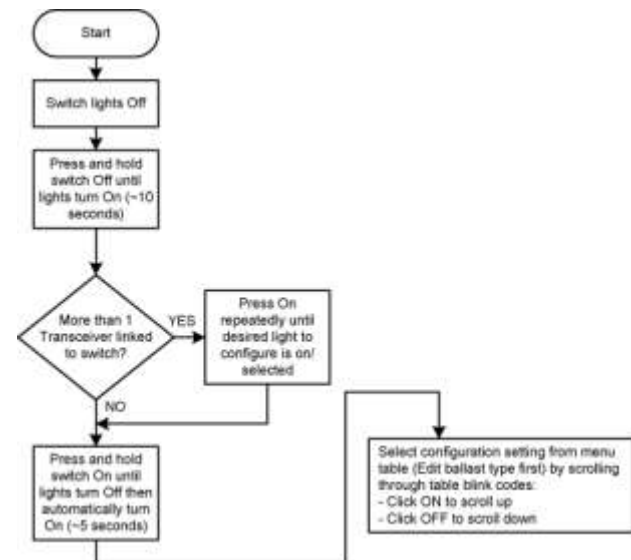 Start
Switch lights Off
Press and hold
switch Off until
lights turn On (~10
seconds)
More than 1
Transceiver linked
to switch?
YES
Press On
repeatedly until
desired light to
configure is on/
selected
NO
Press and hold
switch On until
lights turn Off then
automatically turn
On (~5 seconds)
Select configuration setting from menu
table (Edit ballast type first) by scrolling
through table blink codes:
- Click ON to scroll up
- Click OFF to scroll down